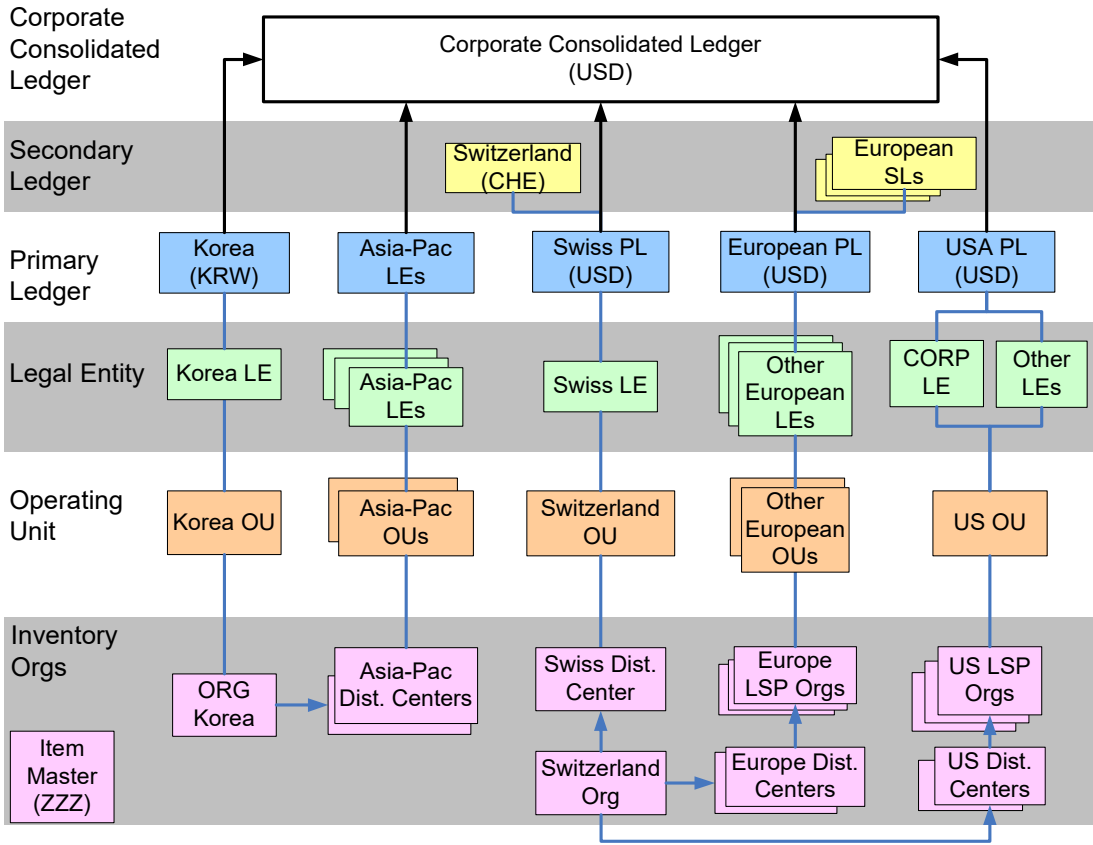 Corporate
Consolidated
Ledger
Corporate Consolidated Ledger
(USD)
Secondary
Ledger
Switzerland
(CHE)
European
SLs
Primary
Ledger
Korea
(KRW)
Asia-Pac
LEs
Swiss PL
(USD)
European PL
(USD)
USA PL
(USD)
Legal Entity
Korea LE
Asia-Pac
LEs
Swiss LE
Other
European
LEs
CORP
LE
Other
LEs
Operating
Unit
Korea OU
Asia-Pac
OUs
Switzerland
OU
Other
European
OUs
US OU
Inventory
Orgs
ORG
Korea
Asia-Pac
Dist. Centers
Swiss Dist.
Center
Europe
LSP Orgs
US LSP
Orgs
Item
Master
(ZZZ)
Switzerland
Org
Europe Dist.
Centers
US Dist.
Centers